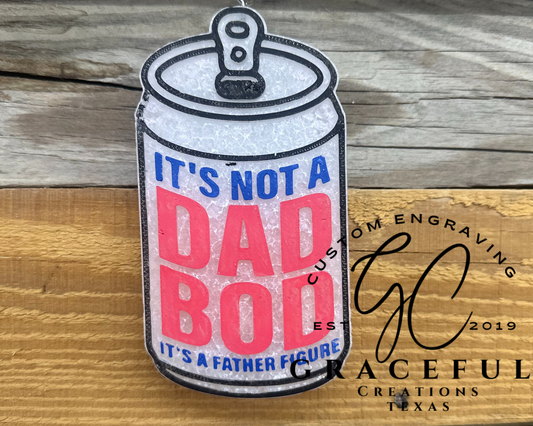 IT'S NOT A
DAD
BOD
IT'S A FATHER FIGURE
CUSTOM ENGRAVING
GC
EST 2019
GRACEFUL
CREATIONS
TEXAS